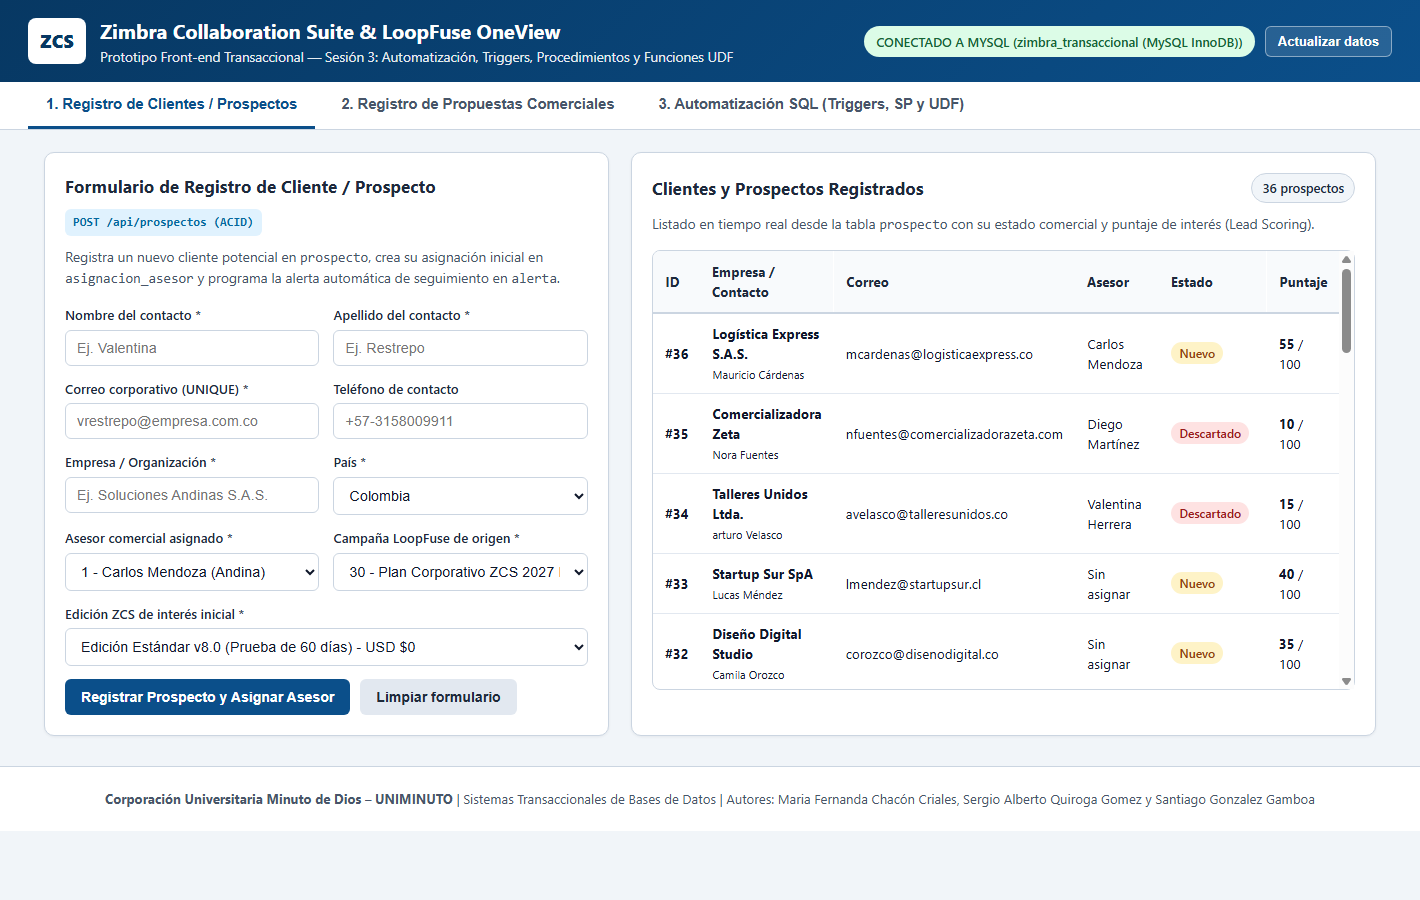 ZCS
Zimbra Collaboration Suite & LoopFuse OneView
Prototipo Front-end Transaccional — Sesión 3: Automatización, Triggers, Procedimientos y Funciones UDF
CONECTADO A MYSQL (zimbra_transaccional (MySQL InnoDB))
Actualizar datos
1. Registro de Clientes / Prospectos
2. Registro de Propuestas Comerciales
3. Automatización SQL (Triggers, SP y UDF)
Formulario de Registro de Cliente / Prospecto
POST /api/prospectos (ACID)
Registra un nuevo cliente potencial en prospecto, crea su asignación inicial en
asignacion_asesor y programa la alerta automática de seguimiento en alerta.
Nombre del contacto *
Apellido del contacto *
Ej. Valentina
Ej. Restrepo
Correo corporativo (UNIQUE) *
Teléfono de contacto
vrestrepo@empresa.com.co
+57-3158009911
Empresa / Organización *
País *
Ej. Soluciones Andinas S.A.S.
Colombia
Asesor comercial asignado *
Campaña LoopFuse de origen *
1 - Carlos Mendoza (Andina)
30 - Plan Corporativo ZCS 2027
Edición ZCS de interés inicial *
Edición Estándar v8.0 (Prueba de 60 días) - USD $0
Registrar Prospecto y Asignar Asesor
Limpiar formulario
Clientes y Prospectos Registrados
36 prospectos
Listado en tiempo real desde la tabla prospecto con su estado comercial y puntaje de interés (Lead Scoring).
ID
Empresa /
Contacto
Correo
Asesor
Estado
Puntaje
#36
Logística Express
S.A.S.
Mauricio Cárdenas
mcardenas@logisticaexpress.co
Carlos
Mendoza
Nuevo
55 /
100
#35
Comercializadora
Zeta
Nora Fuentes
nfuentes@comercializadorazeta.com
Diego
Martínez
Descartado
10 /
100
#34
Talleres Unidos
Ltda.
arturo Velasco
avelasco@talleresunidos.co
Valentina
Herrera
Descartado
15 /
100
#33
Startup Sur SpA
Lucas Méndez
lmendez@startupsur.cl
Sin
asignar
Nuevo
40 /
100
#32
Diseño Digital
Studio
Camila Orozco
corozco@disenodigital.co
Sin
asignar
Nuevo
35 /
100
Corporación Universitaria Minuto de Dios – UNIMINUTO | Sistemas Transaccionales de Bases de Datos | Autores: Maria Fernanda Chacón Criales, Sergio Alberto Quiroga Gomez y Santiago Gonzalez Gamboa